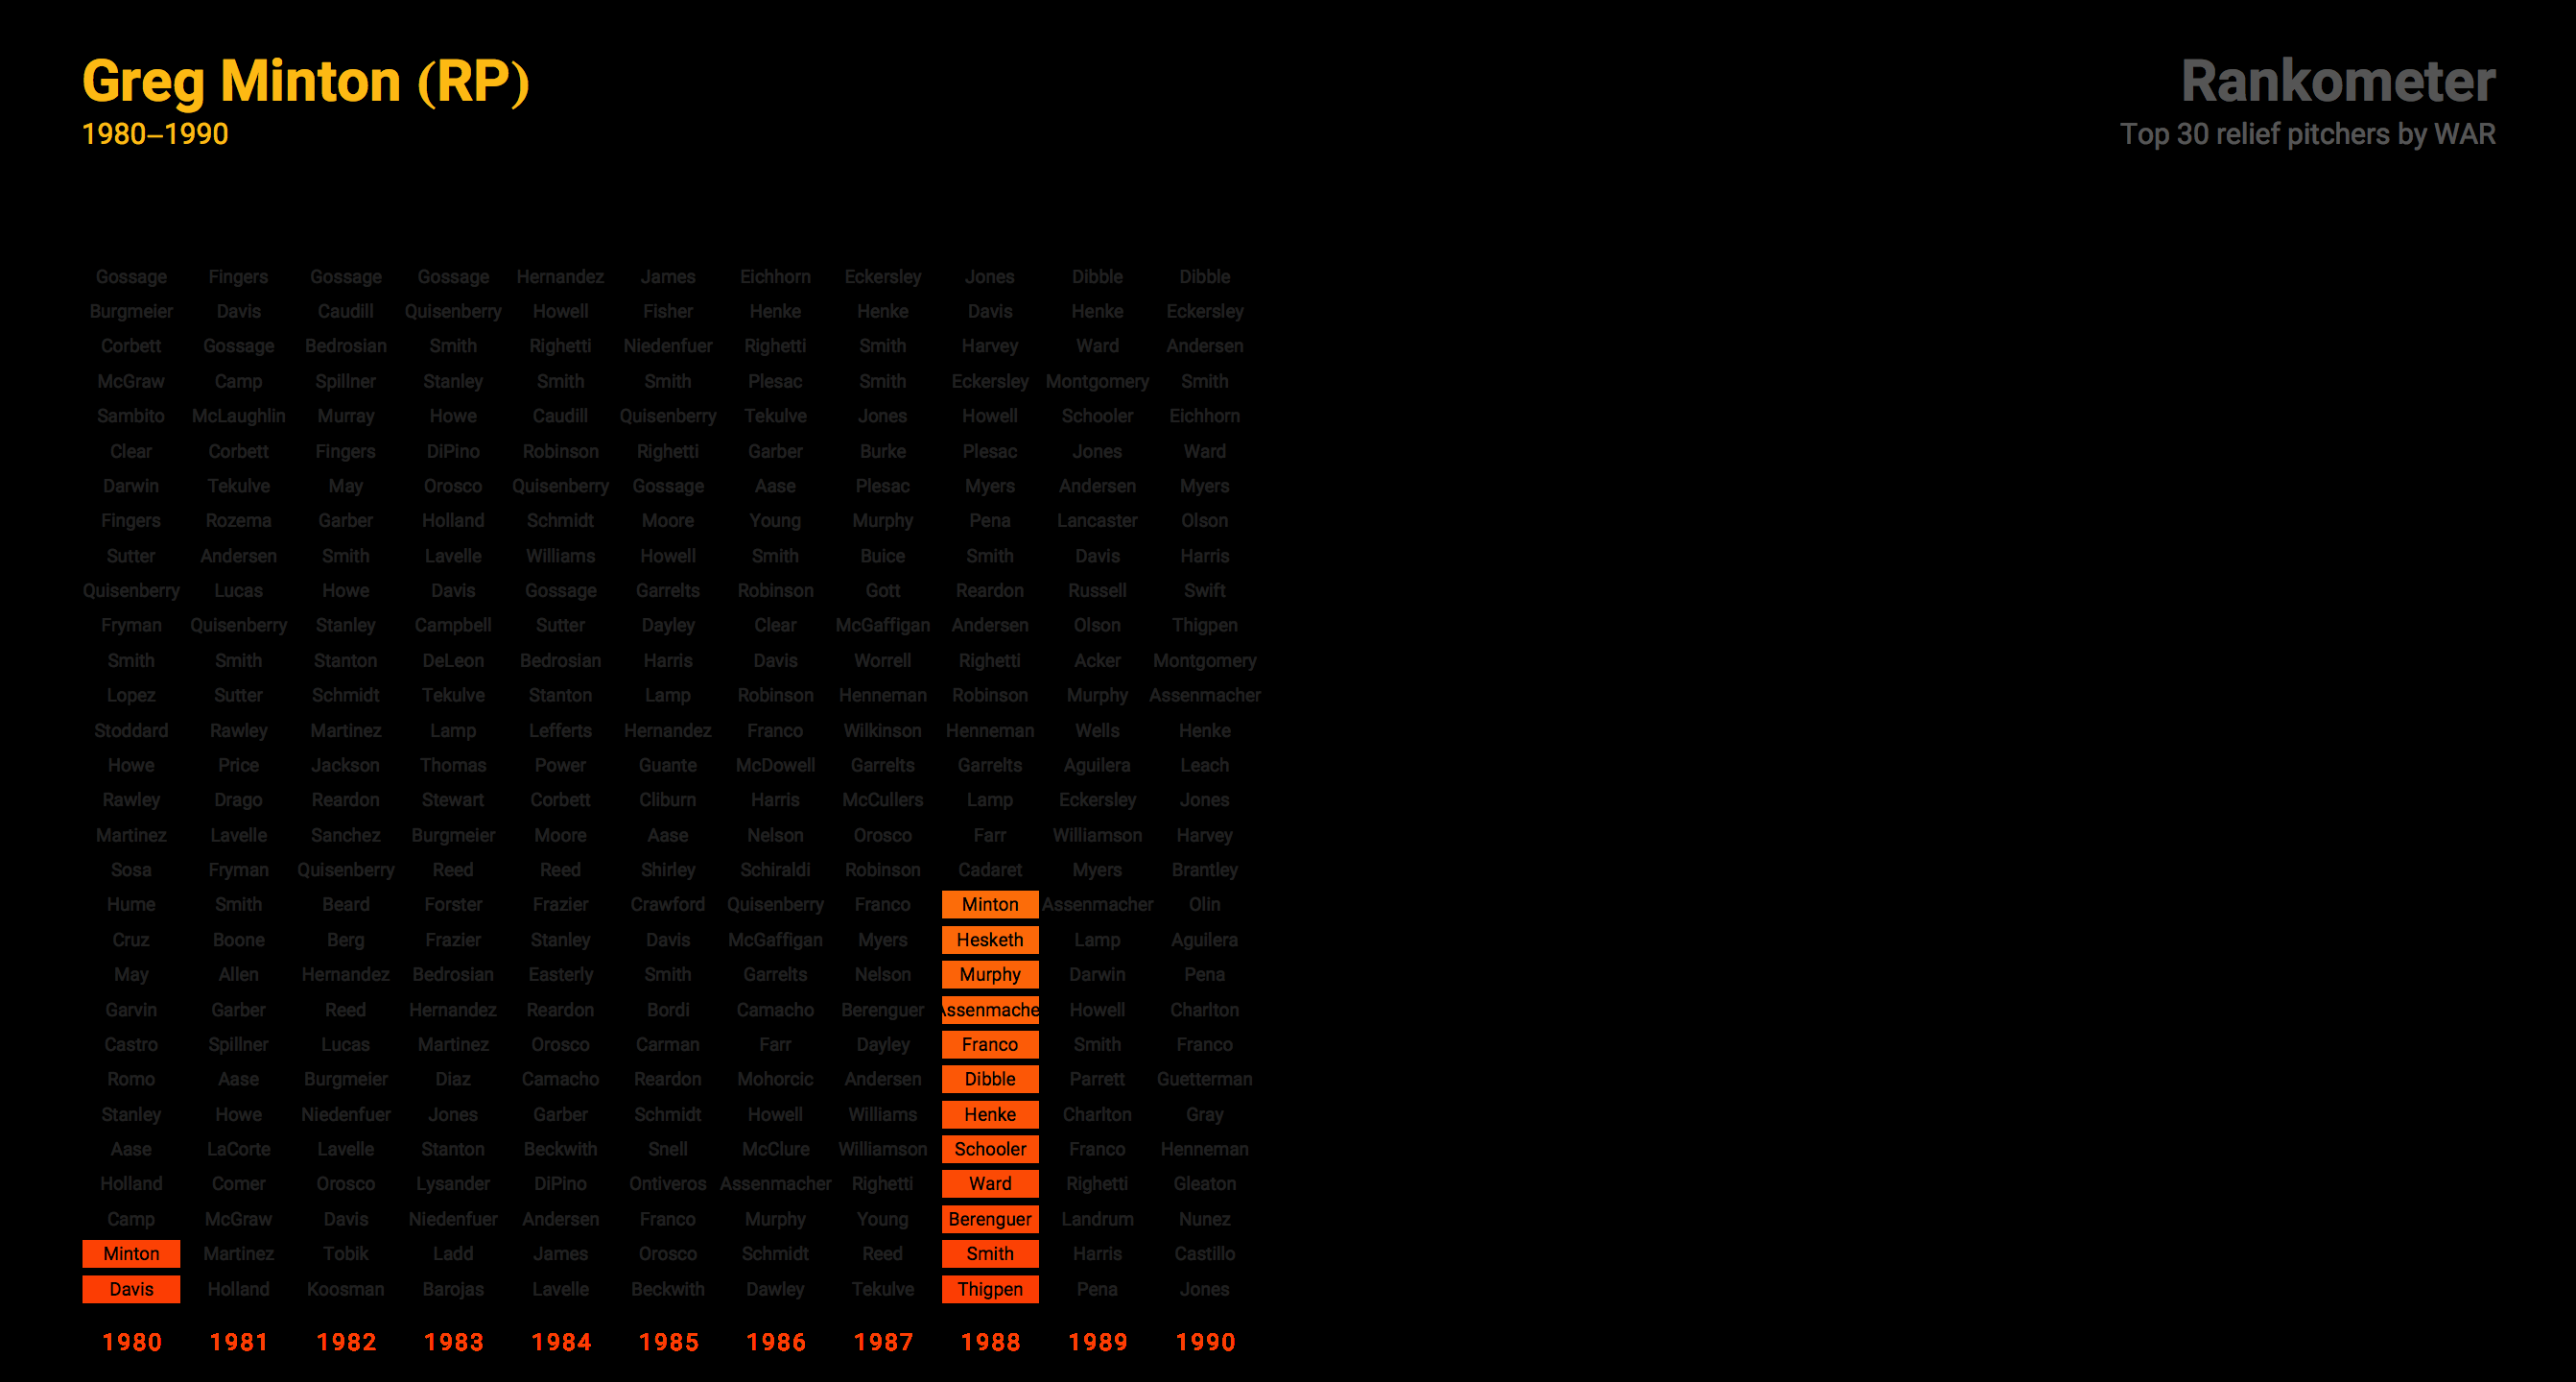 Greg Minton (RP)
1980–1990
Rankometer
Top 30 relief pitchers by WAR
Gossage Fingers Gossage Gossage Hernandez James Eichhorn Eckersley Jones Dibble Dibble
Burgmeier Davis Caudill Quisenberry Howell Fisher Henke Henke Davis Henke Eckersley
Corbett Gossage Bedrosian Smith Righetti Niedenfuer Righetti Smith Harvey Ward Andersen
McGraw Camp Spillner Stanley Smith Smith Plesac Smith Eckersley Montgomery Smith
Sambito McLaughlin Murray Howe Caudill Quisenberry Tekulve Jones Howell Schooler Eichhorn
Clear Corbett Fingers DiPino Robinson Righetti Garber Burke Plesac Jones Ward
Darwin Tekulve May Orosco Quisenberry Gossage Aase Plesac Myers Andersen Myers
Fingers Rozema Garber Holland Schmidt Moore Young Murphy Pena Lancaster Olson
Sutter Andersen Smith Lavelle Williams Howell Smith Buice Smith Davis Harris
Quisenberry Lucas Howe Davis Gossage Garrelts Robinson Gott Reardon Russell Swift
Fryman Quisenberry Stanley Campbell Sutter Dayley Clear McGaffigan Andersen Olson Thigpen
Smith Smith Stanton DeLeon Bedrosian Harris Davis Worrell Righetti Acker Montgomery
Lopez Sutter Schmidt Tekulve Stanton Lamp Robinson Henneman Robinson Murphy Assenmacher
Stoddard Rawley Martinez Lamp Lefferts Hernandez Franco Wilkinson Henneman Wells Henke
Howe Price Jackson Thomas Power Guante McDowell Garrelts Garrelts Aguilera Leach
Rawley Drago Reardon Stewart Corbett Cliburn Harris McCullers Lamp Eckersley Jones
Martinez Lavelle Sanchez Burgmeier Moore Aase Nelson Orosco Farr Williamson Harvey
Sosa Fryman Quisenberry Reed Reed Shirley Schiraldi Robinson Cadaret Myers Brantley
Hume Smith Beard Forster Frazier Crawford Quisenberry Franco Minton Assenmacher Olin
Cruz Boone Berg Frazier Stanley Davis McGaffigan Myers Hesketh Lamp Aguilera
May Allen Hernandez Bedrosian Easterly Smith Garrelts Nelson Murphy Darwin Pena
Garvin Garber Reed Hernandez Reardon Bordi Camacho Berenguer Assenmache Howell Charlton
Castro Spillner Lucas Martinez Orosco Carman Farr Dayley Franco Smith Franco
Romo Aase Burgmeier Diaz Camacho Reardon Mohorcic Andersen Dibble Parrett Guetterman
Stanley Howe Niedenfuer Jones Garber Schmidt Howell Williams Henke Charlton Gray
Aase LaCorte Lavelle Stanton Beckwith Snell McClure Williamson Schooler Franco Henneman
Holland Comer Orosco Lysander DiPino Ontiveros Assenmacher Righetti Ward Righetti Gleaton
Camp McGraw Davis Niedenfuer Andersen Franco Murphy Young Berenguer Landrum Nunez
Minton Martinez Tobik Ladd James Orosco Schmidt Reed Smith Harris Castillo
Davis Holland Koosman Barojas Lavelle Beckwith Dawley Tekulve Thigpen Pena Jones
1980 1981 1982 1983 1984 1985 1986 1987 1988 1989 1990